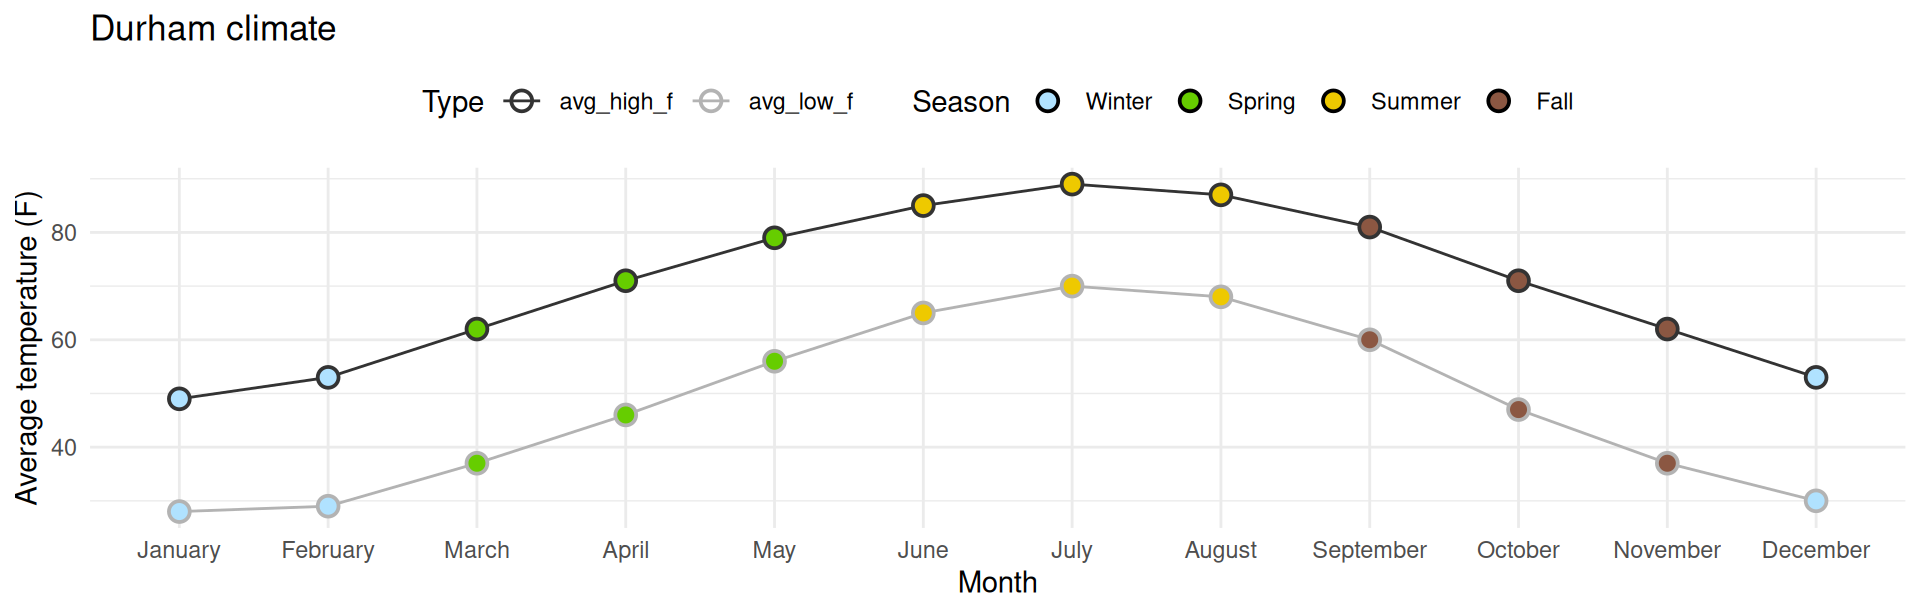 Durham climate
Type avg_high_f avg_low_f Season Winter Spring Summer Fall
Average temperature (F)
80
60
40
January February March April May June July August September October November December
Month